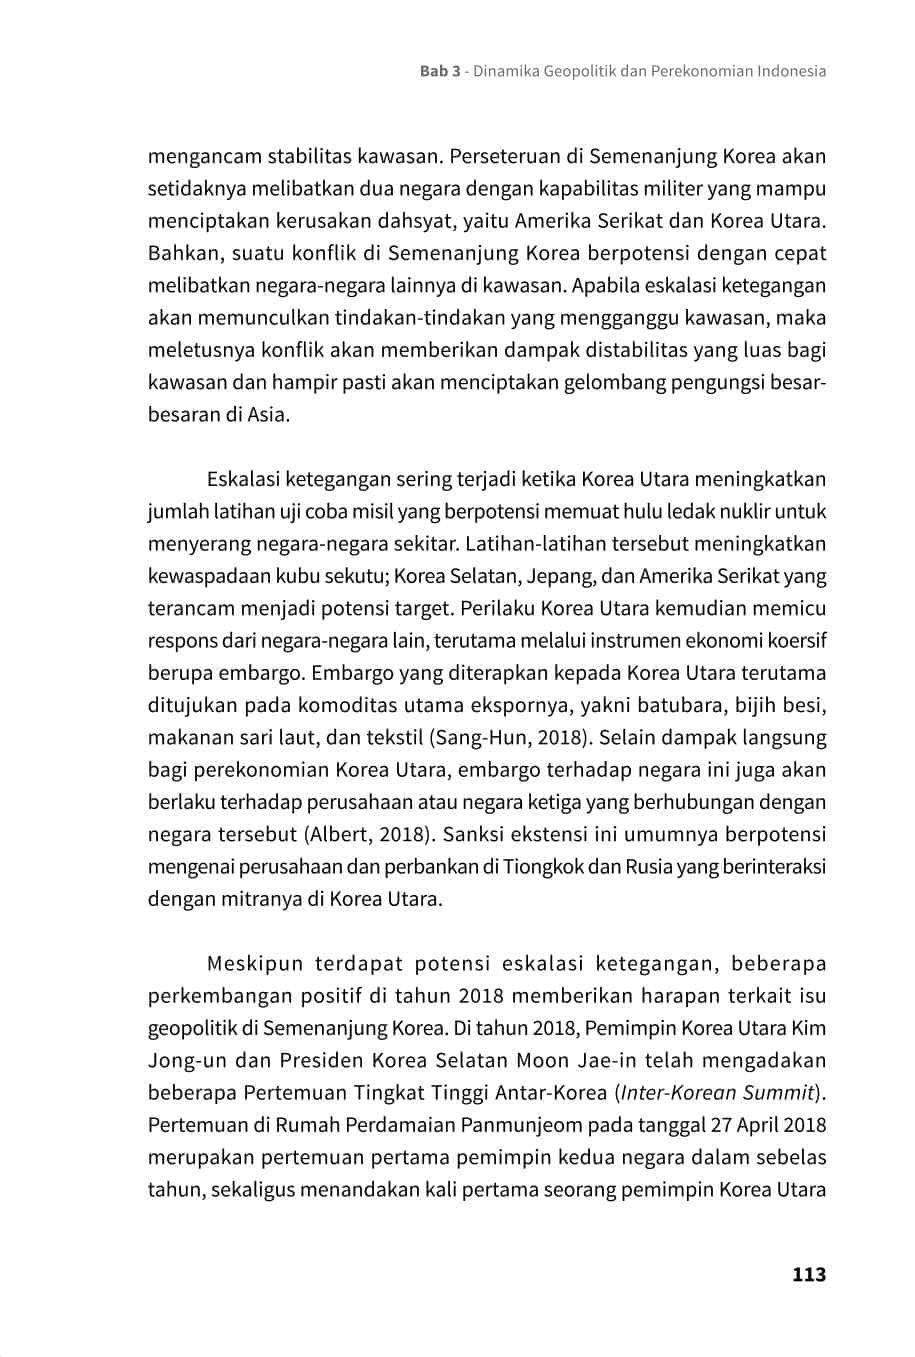 Bab 3 - Dinamika Geopolitik dan Perekonomian Indonesia
mengancam stabilitas kawasan. Perseteruan di Semenanjung Korea akan
setidaknya melibatkan dua negara dengan kapabilitas militer yang mampu
menciptakan kerusakan dahsyat, yaitu Amerika Serikat dan Korea Utara.
Bahkan, suatu konflik di Semenanjung Korea berpotensi dengan cepat
melibatkan negara-negara lainnya di kawasan. Apabila eskalasi ketegangan
akan memunculkan tindakan-tindakan yang mengganggu kawasan, maka
meletusnya konflik akan memberikan dampak distabilitas yang luas bagi
kawasan dan hampir pasti akan menciptakan gelombang pengungsi besar-
besaran di Asia.
Eskalasi ketegangan sering terjadi ketika Korea Utara meningkatkan
jumlah latihan uji coba misil yang berpotensi memuat hulu ledak nuklir untuk
menyerang negara-negara sekitar. Latihan-latihan tersebut meningkatkan
kewaspadaan kubu sekutu; Korea Selatan, Jepang, dan Amerika Serikat yang
terancam menjadi potensi target. Perilaku Korea Utara kemudian memicu
respons dari negara-negara lain, terutama melalui instrumen ekonomi koersif
berupa embargo. Embargo yang diterapkan kepada Korea Utara terutama
ditujukan pada komoditas utama ekspornya, yakni batubara, bijih besi,
makanan sari laut, dan tekstil (Sang-Hun, 2018). Selain dampak langsung
bagi perekonomian Korea Utara, embargo terhadap negara ini juga akan
berlaku terhadap perusahaan atau negara ketiga yang berhubungan dengan
negara tersebut (Albert, 2018). Sanksi ekstensi ini umumnya berpotensi
mengenai perusahaan dan perbankan di Tiongkok dan Rusia yang berinteraksi
dengan mitranya di Korea Utara.
Meskipun terdapat potensi eskalasi ketegangan, beberapa
perkembangan positif di tahun 2018 memberikan harapan terkait isu
geopolitik di Semenanjung Korea. Di tahun 2018, Pemimpin Korea Utara Kim
Jong-un dan Presiden Korea Selatan Moon Jae-in telah mengadakan
beberapa Pertemuan Tingkat Tinggi Antar-Korea (Inter-Korean Summit).
Pertemuan di Rumah Perdamaian Panmunjeom pada tanggal 27 April 2018
merupakan pertemuan pertama pemimpin kedua negara dalam sebelas
tahun, sekaligus menandakan kali pertama seorang pemimpin Korea Utara
113